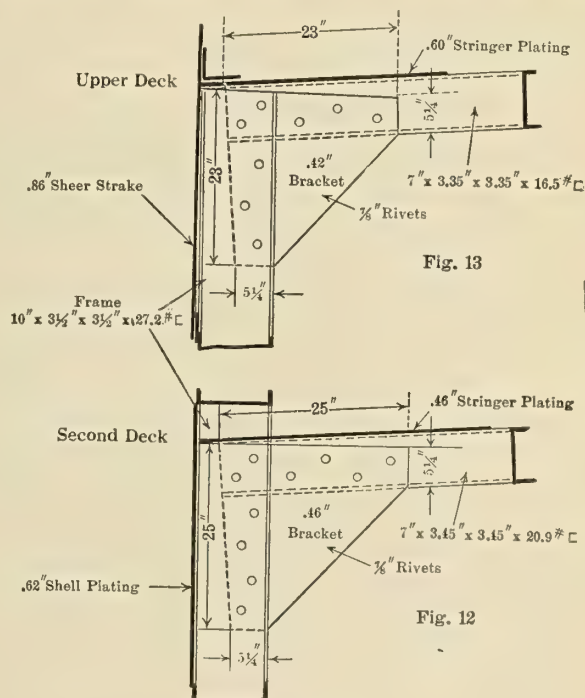 23"
.60" Stringer Plating
Upper Deck
5¼"
23"
.42"
Bracket
7" x 3.35" x 3.35" x 16.5 # ⊏
.86" Sheer Strake
⅞" Rivets
Fig. 13
5¼"
Frame
10" x 3½" x 3½" x 27.2 # ⊏
25"
.46" Stringer Plating
Second Deck
5¼"
25"
.46"
Bracket
7" x 3.45" x 3.45" x 20.9 # ⊏
⅞" Rivets
.62" Shell Plating
Fig. 12
5¼"